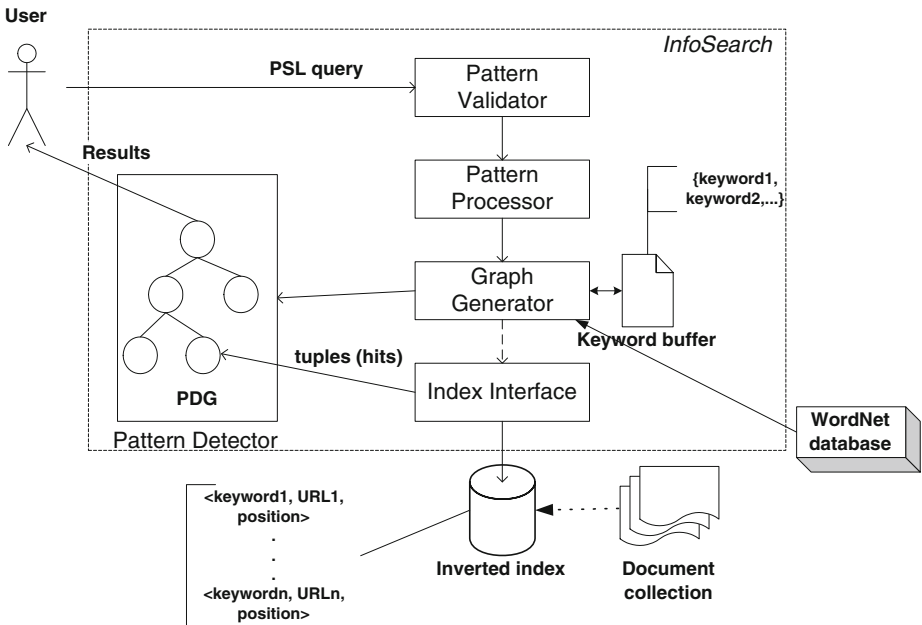 User
InfoSearch
PSL query
Pattern
Validator
Results
Pattern
Processor
{keyword1,
keyword2,...}
Graph
Generator
Keyword buffer
tuples (hits)
PDG
Index Interface
Pattern Detector
WordNet
database
<keyword1, URL1,
position>
.
.
.
<keywordn, URLn,
position>
Inverted index
Document
collection